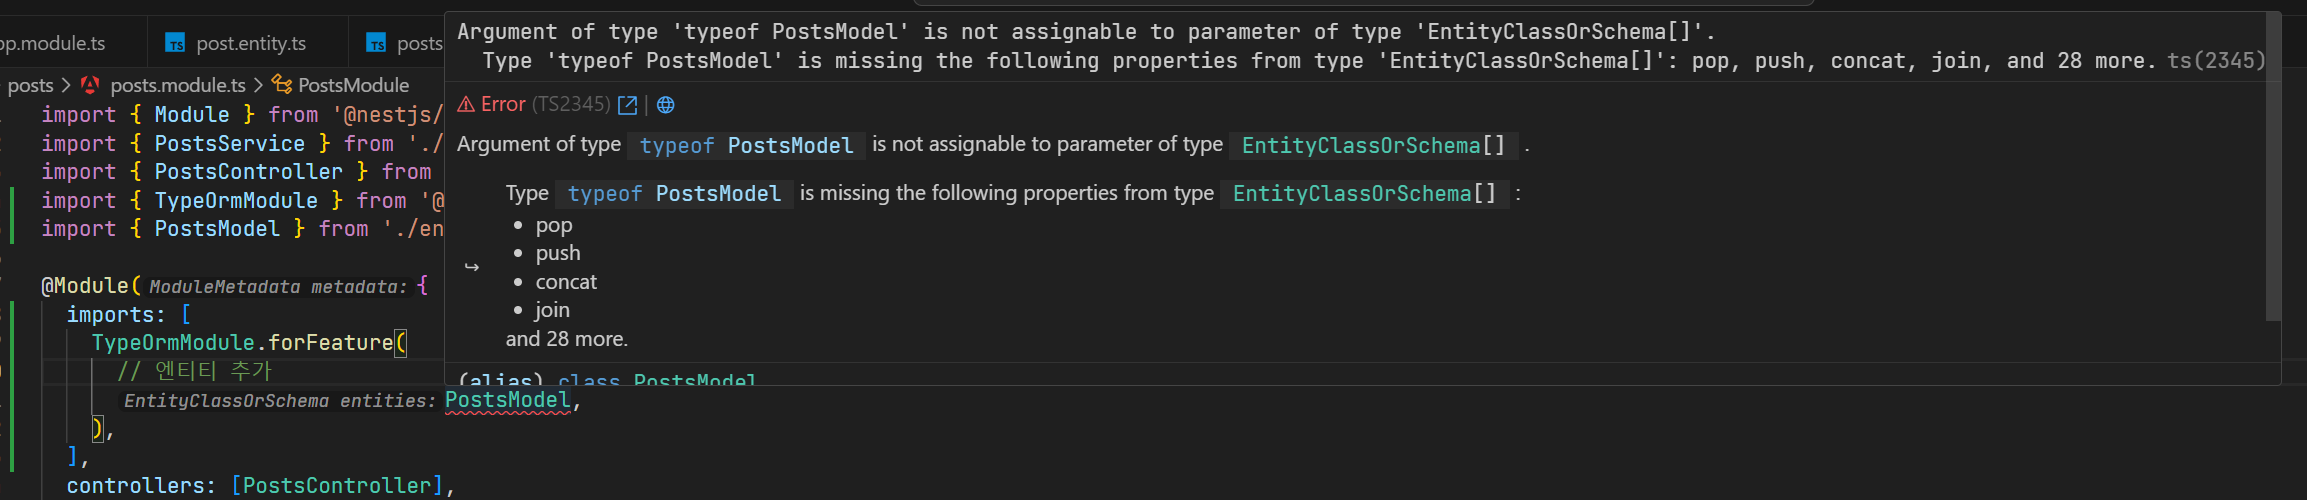 pp.module.ts
TS post.entity.ts
TS posts
Argument of type 'typeof PostsModel' is not assignable to parameter of type 'EntityClassOrSchema[]'.
Type 'typeof PostsModel' is missing the following properties from type 'EntityClassOrSchema[]': pop, push, concat, join, and 28 more. ts(2345)
Error (TS2345) |
Argument of type typeof PostsModel is not assignable to parameter of type EntityClassOrSchema[] .
Type typeof PostsModel is missing the following properties from type EntityClassOrSchema[] :
• pop
• push
• concat
• join
and 28 more.
(alias) class PostsModel
posts > posts.module.ts > PostsModule
import { Module } from '@nestjs/
import { PostsService } from './
import { PostsController } from
import { TypeOrmModule } from '@
import { PostsModel } from './en
@Module( ModuleMetadata metadata: {
imports: [
TypeOrmModule.forFeature(
// 엔티티 추가
EntityClassOrSchema entities: PostsModel,
),
],
controllers: [PostsController],